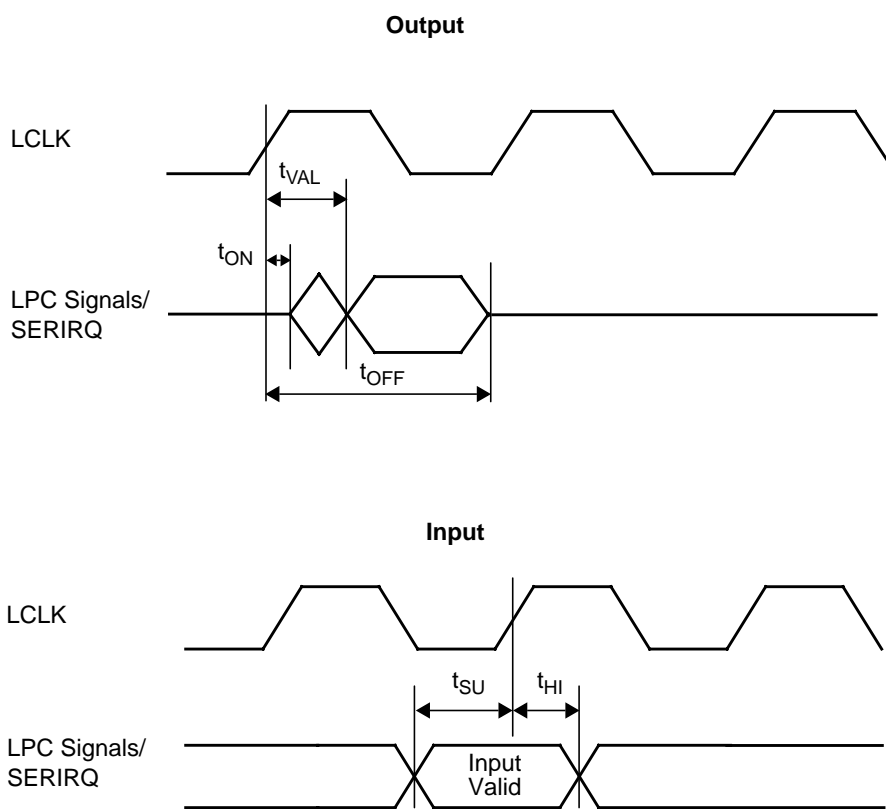 Output
LCLK
tVAL
tON
LPC Signals/
SERIRQ
tOFF
Input
LCLK
tSU
tHI
LPC Signals/
SERIRQ
Input
Valid